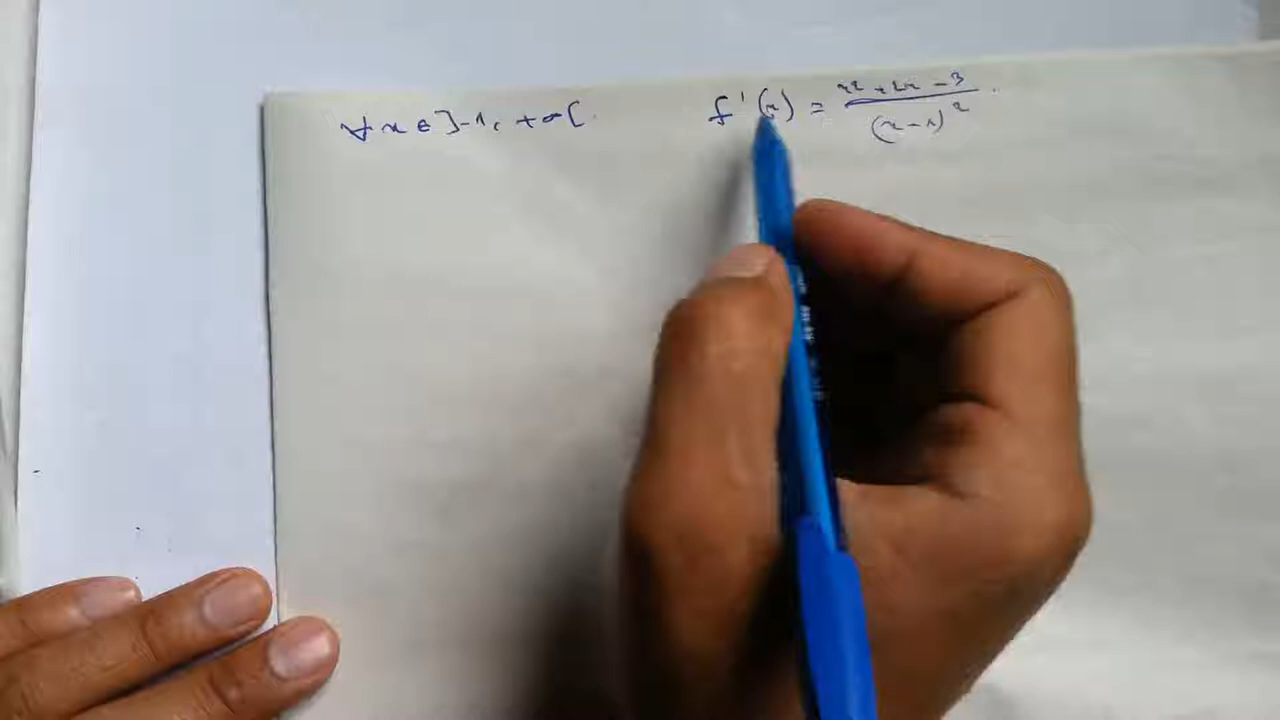 ∀x ∈ ]-1, +∞[. f'(x) = (x² + 2x - 3)/(x-1)².